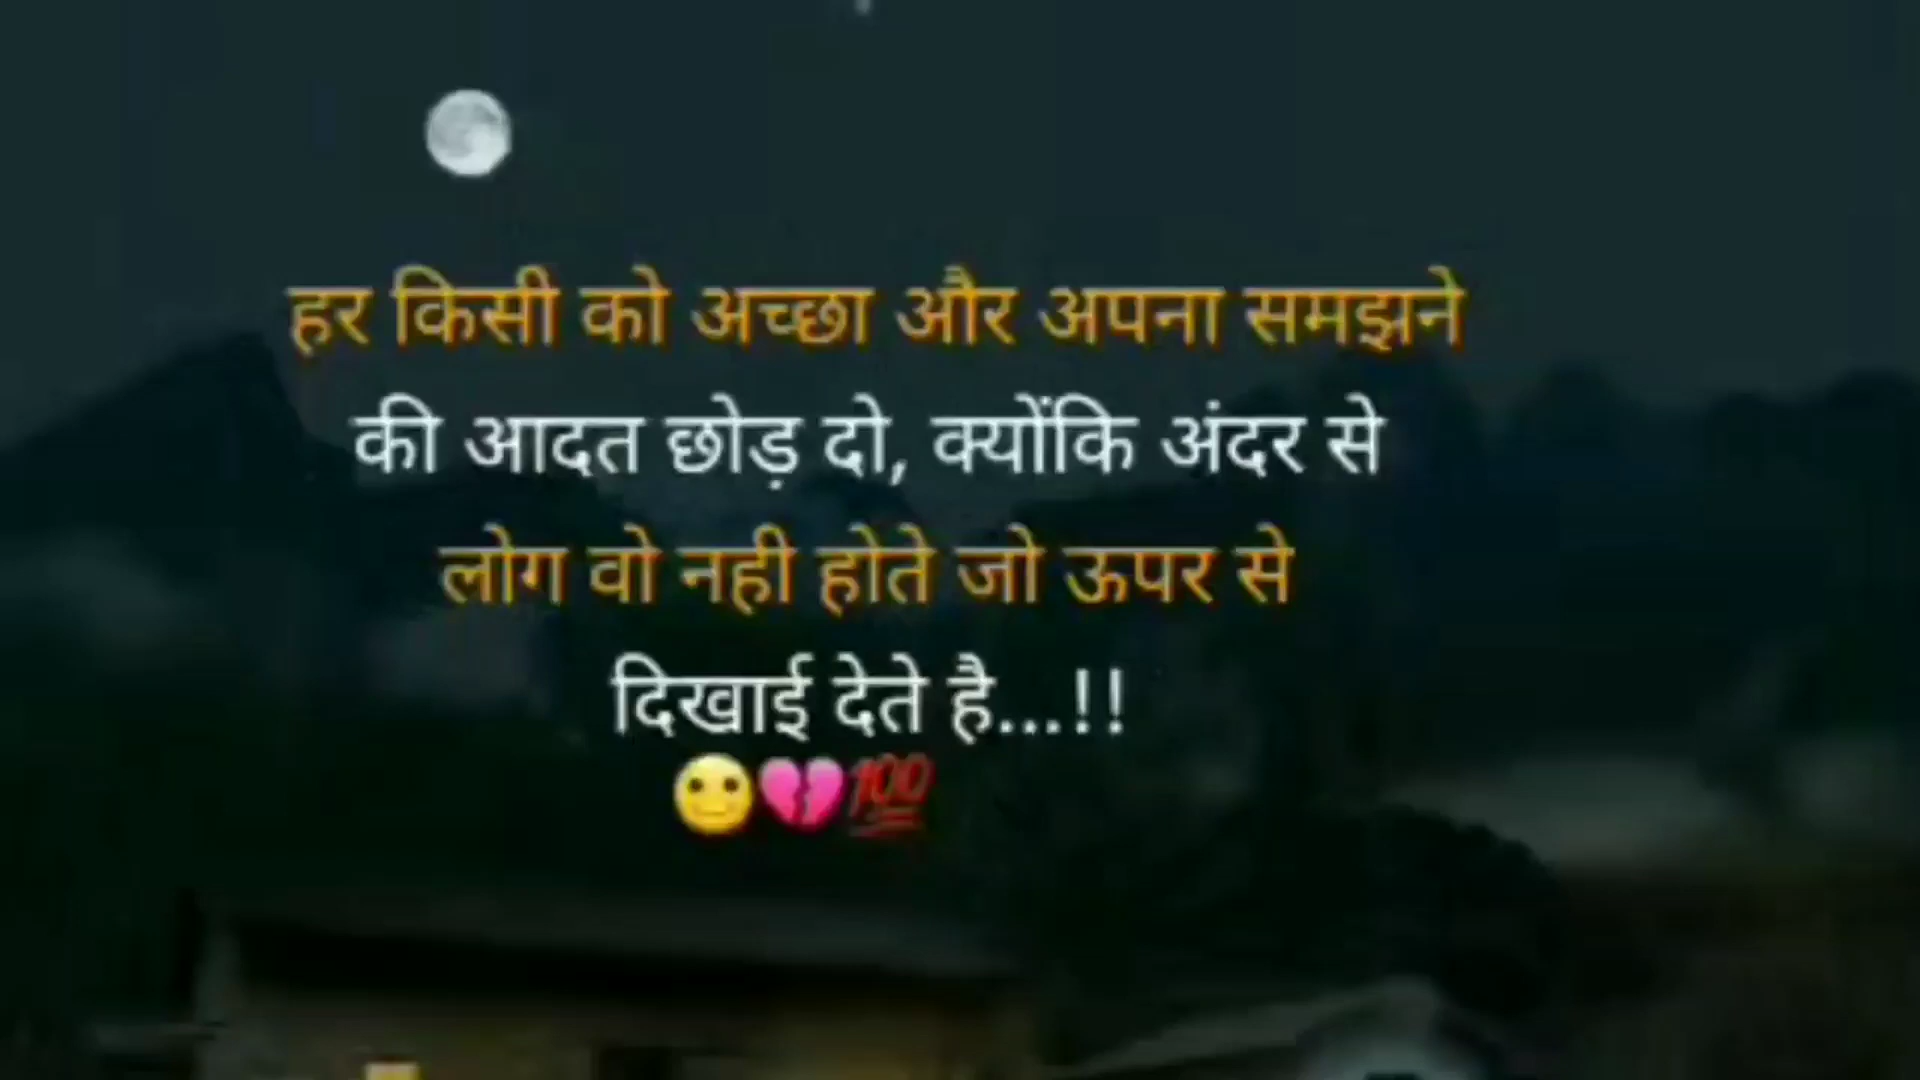 हर किसी को अच्छा और अपना समझने
की आदत छोड़ दो, क्योंकि अंदर से
लोग वो नही होते जो ऊपर से
दिखाई देते है...!!
🙂💔💯